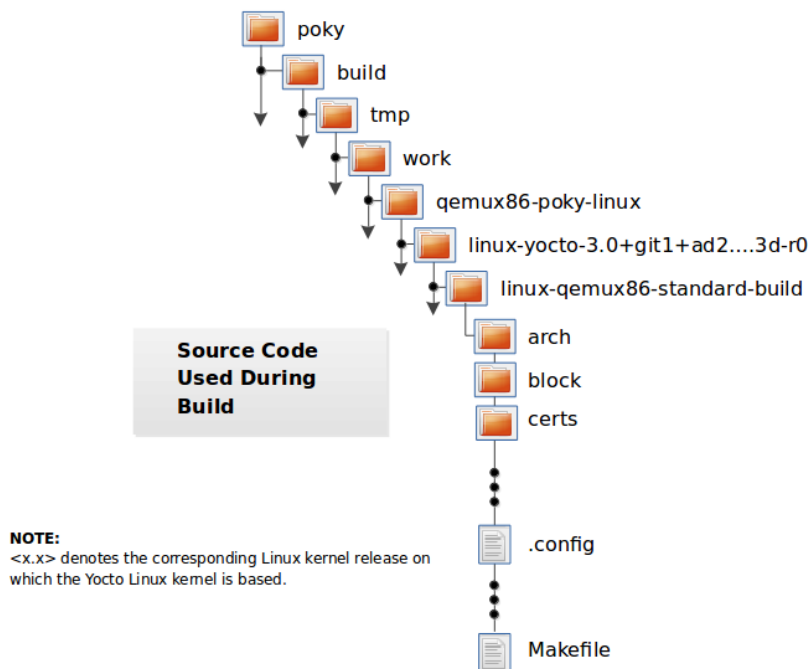 poky
build
tmp
work
qemux86-poky-linux
linux-yocto-3.0+git1+ad2....3d-r0
linux-qemux86-standard-build
arch
block
certs
Source Code
Used During
Build
.config
Makefile
NOTE:
<x.x> denotes the corresponding Linux kernel release on
which the Yocto Linux kernel is based.